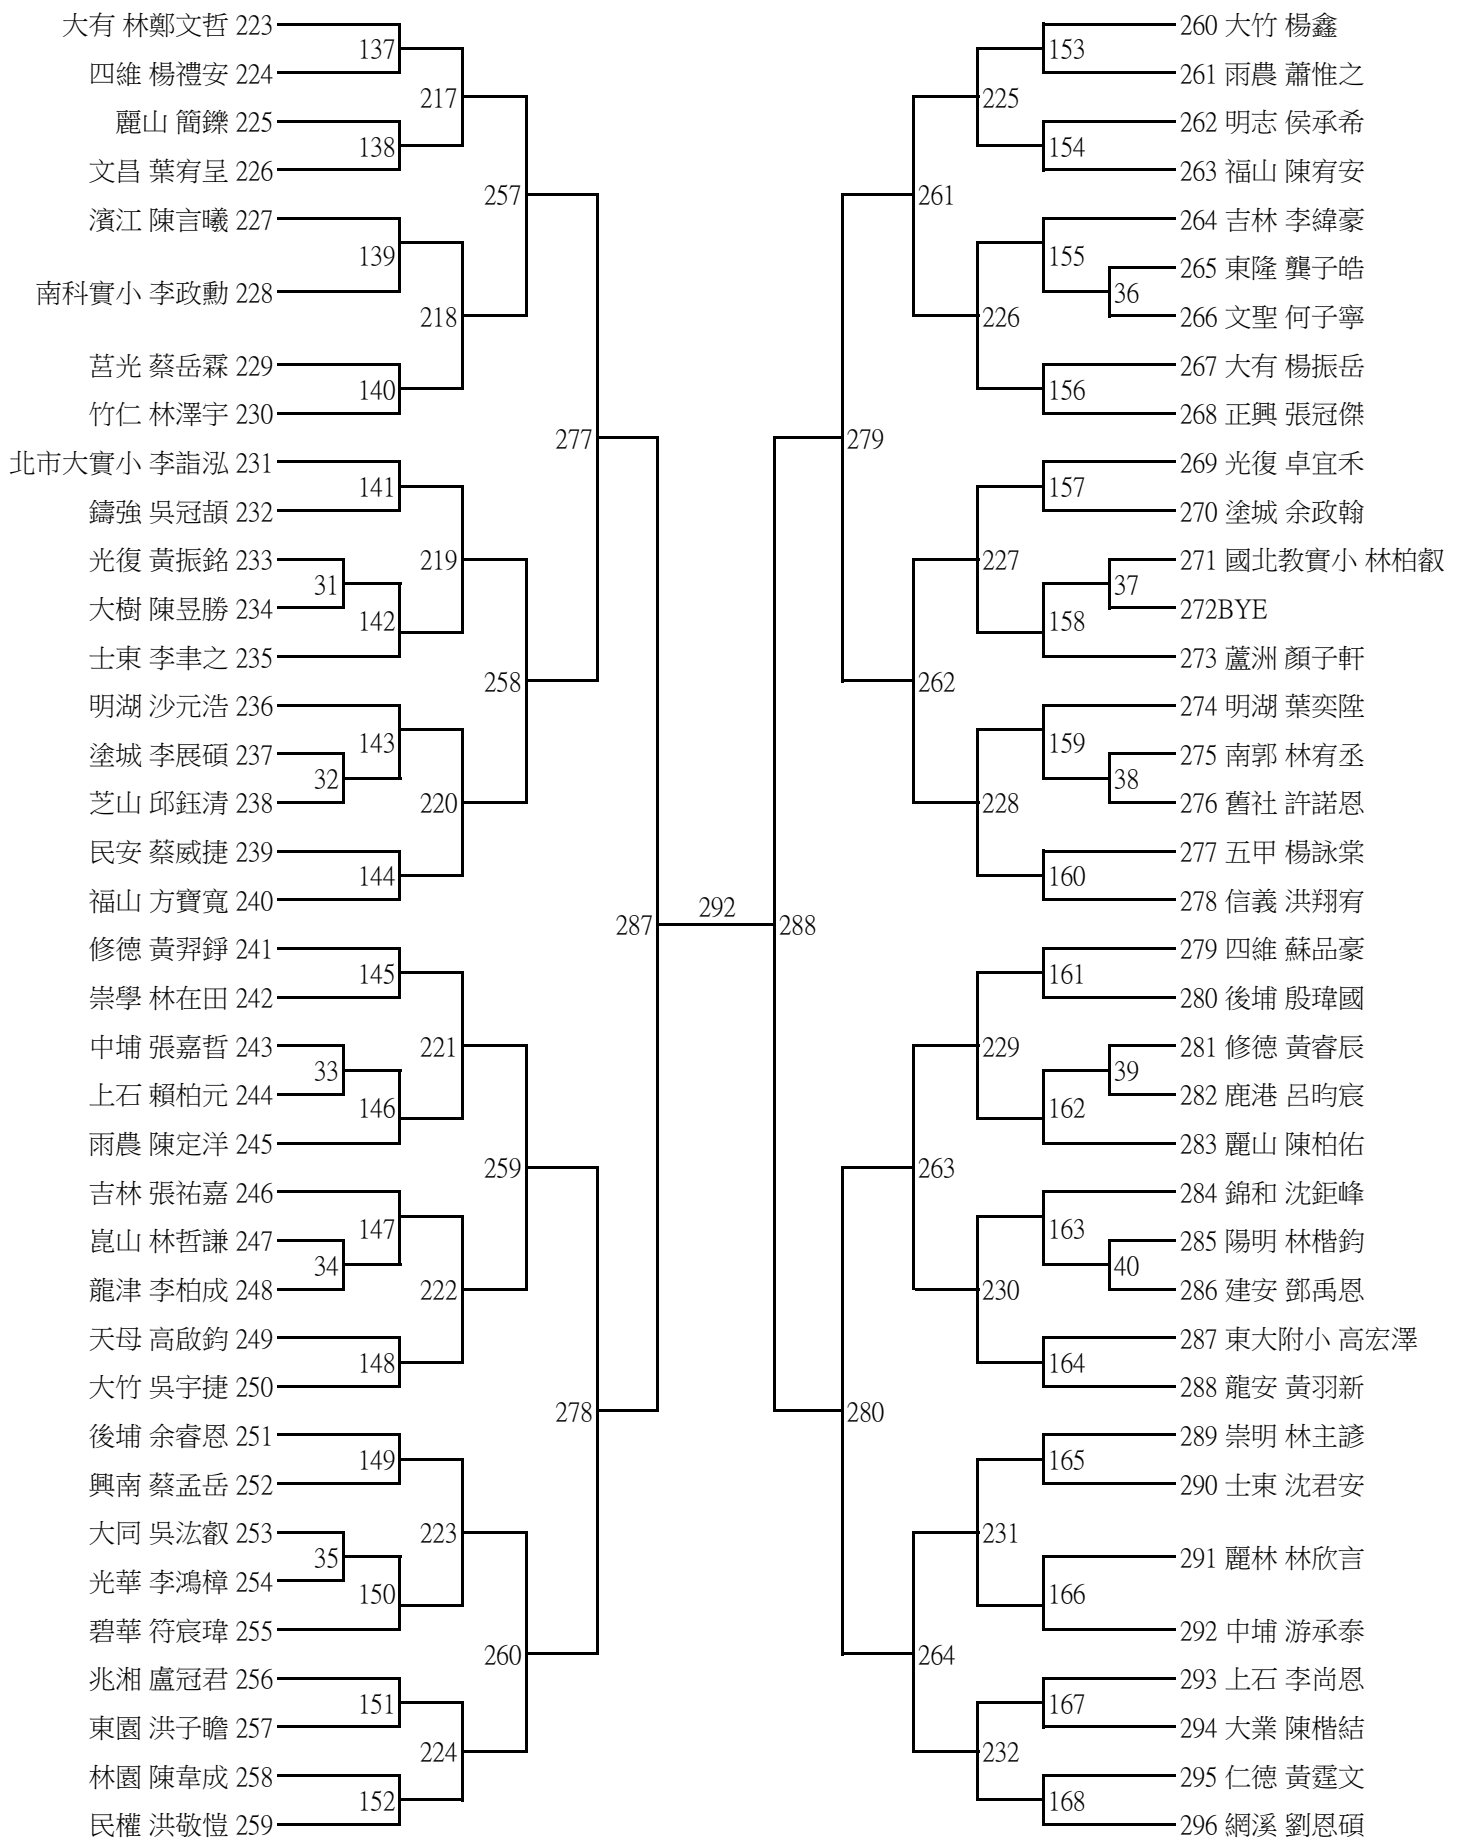 大有 林鄭文哲 223
137
四維 楊禮安 224
217
麗山 簡鑠 225
138
文昌 葉宥呈 226
257
濱江 陳言曦 227
139
南科實小 李政勳 228
218
莒光 蔡岳霖 229
140
竹仁 林澤宇 230
277
北市大實小 李詣泓 231
141
鑄強 吳冠頡 232
光復 黃振銘 233
219
31
大樹 陳昱勝 234
142
士東 李聿之 235
258
明湖 沙元浩 236
143
塗城 李展碩 237
32
芝山 邱鈺清 238
220
民安 蔡威捷 239
144
福山 方寶寬 240
287
292
修德 黃羿錚 241
145
崇學 林在田 242
中埔 張嘉晢 243
221
33
上石 賴柏元 244
146
雨農 陳定洋 245
259
吉林 張祐嘉 246
147
崑山 林哲謙 247
34
龍津 李柏成 248
222
天母 高啟鈞 249
148
大竹 吳宇捷 250
278
後埔 余睿恩 251
149
興南 蔡孟岳 252
大同 吳汯叡 253
223
35
光華 李鴻樟 254
150
碧華 符宸瑋 255
260
兆湘 盧冠君 256
151
東園 洪子瞻 257
224
林園 陳韋成 258
152
民權 洪敬愷 259
260 大竹 楊鑫
153
261 雨農 蕭惟之
225
262 明志 侯承希
154
263 福山 陳宥安
261
264 吉林 李緯豪
155
265 東隆 龔子皓
36
266 文聖 何子寧
226
267 大有 楊振岳
156
268 正興 張冠傑
279
269 光復 卓宜禾
157
270 塗城 余政翰
227
271 國北教實小 林柏叡
37
272BYE
158
273 蘆洲 顏子軒
262
274 明湖 葉奕陞
159
275 南郭 林宥丞
38
276 舊社 許諾恩
228
277 五甲 楊詠棠
160
278 信義 洪翔宥
288
279 四維 蘇品豪
161
280 後埔 殷瑋國
229
281 修德 黃睿辰
39
282 鹿港 呂昀宸
162
283 麗山 陳柏佑
263
284 錦和 沈鉅峰
163
285 陽明 林楷鈞
40
286 建安 鄧禹恩
230
287 東大附小 高宏澤
164
288 龍安 黃羽新
280
289 崇明 林主諺
165
290 士東 沈君安
231
291 麗林 林欣言
166
292 中埔 游承泰
264
293 上石 李尚恩
167
294 大業 陳楷結
232
295 仁德 黃霆文
168
296 網溪 劉恩碩